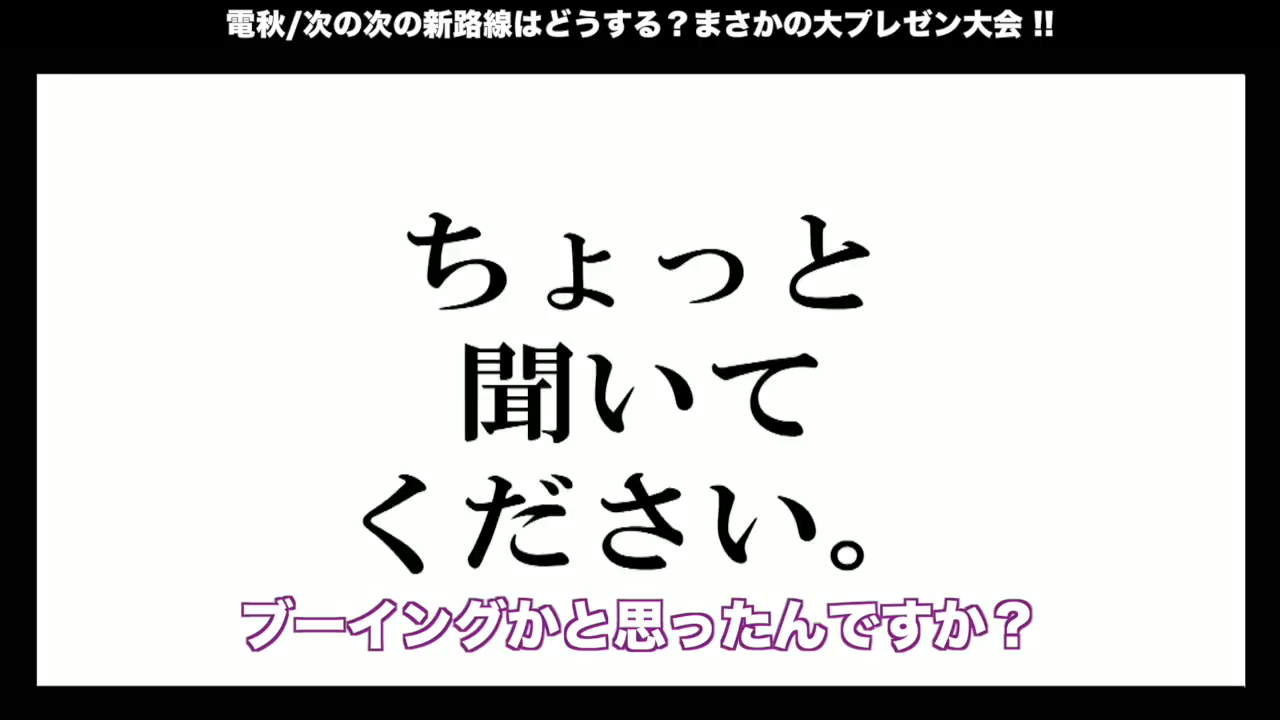 電秋/次の次の新路線はどうする？まさかの大プレゼン大会 !!
ちょっと
聞いて
ください。
ブーイングかと思ったんですか？